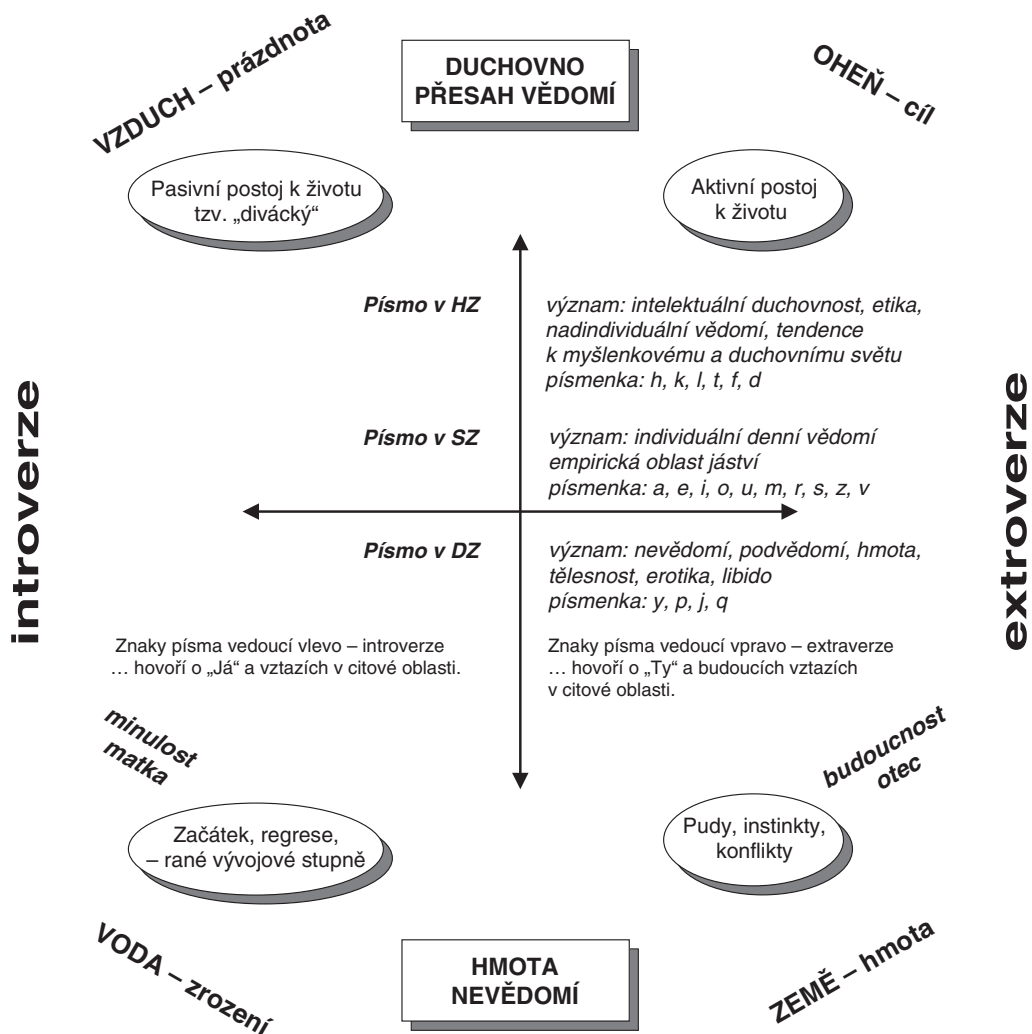 VZDUCH – prázdnota
DUCHOVNO
PŘESAH VĚDOMÍ
OHEŇ – cíl
Pasivní postoj k životu
tzv. „divácký“
Aktivní postoj
k životu
Písmo v HZ
význam: intelektuální duchovnost, etika,
nadindividuální vědomí, tendence
k myšlenkovému a duchovnímu světu
písmenka: h, k, l, t, f, d
introverze
extroverze
Písmo v SZ
význam: individuální denní vědomí
empirická oblast jáství
písmenka: a, e, i, o, u, m, r, s, z, v
Písmo v DZ
význam: nevědomí, podvědomí, hmota,
tělesnost, erotika, libido
písmenka: y, p, j, q
Znaky písma vedoucí vlevo – introverze
… hovoří o „Já“ a vztazích v citové oblasti.
Znaky písma vedoucí vpravo – extraverze
… hovoří o „Ty“ a budoucích vztazích
v citové oblasti.
minulost
matka
budoucnost
otec
Začátek, regrese,
– rané vývojové stupně
Pudy, instinkty,
konflikty
VODA – zrození
HMOTA
NEVĚDOMÍ
ZEMĚ – hmota